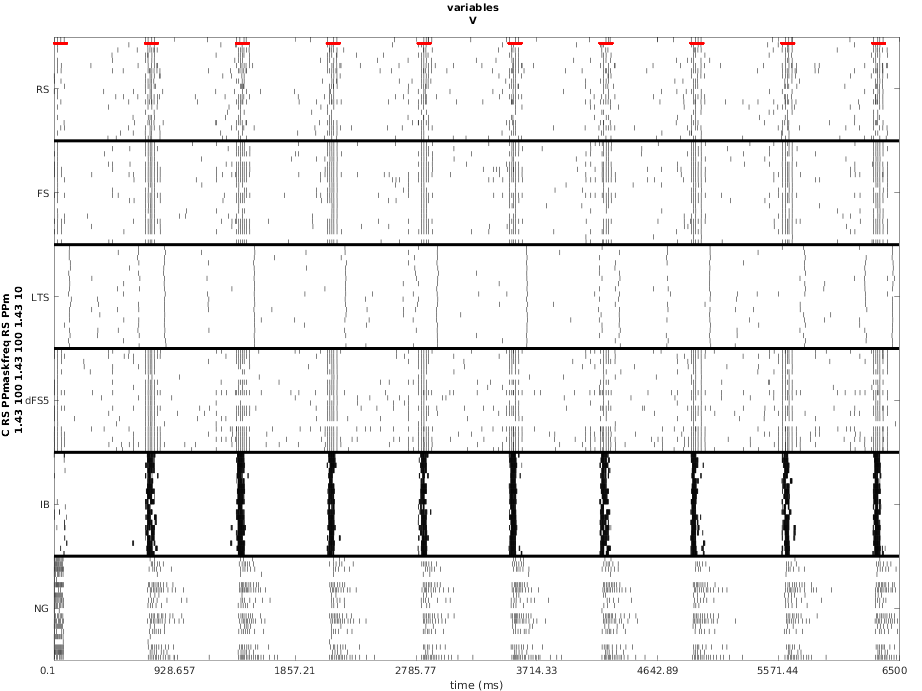 variables
V
RS
FS
LTS
dFS5
IB
NG
C RS PPmaskfreq RS PPm
1.43 100 1.43 100 1.43 10
0.1 928.657 1857.21 2785.77 3714.33 4642.89 5571.44 6500
time (ms)